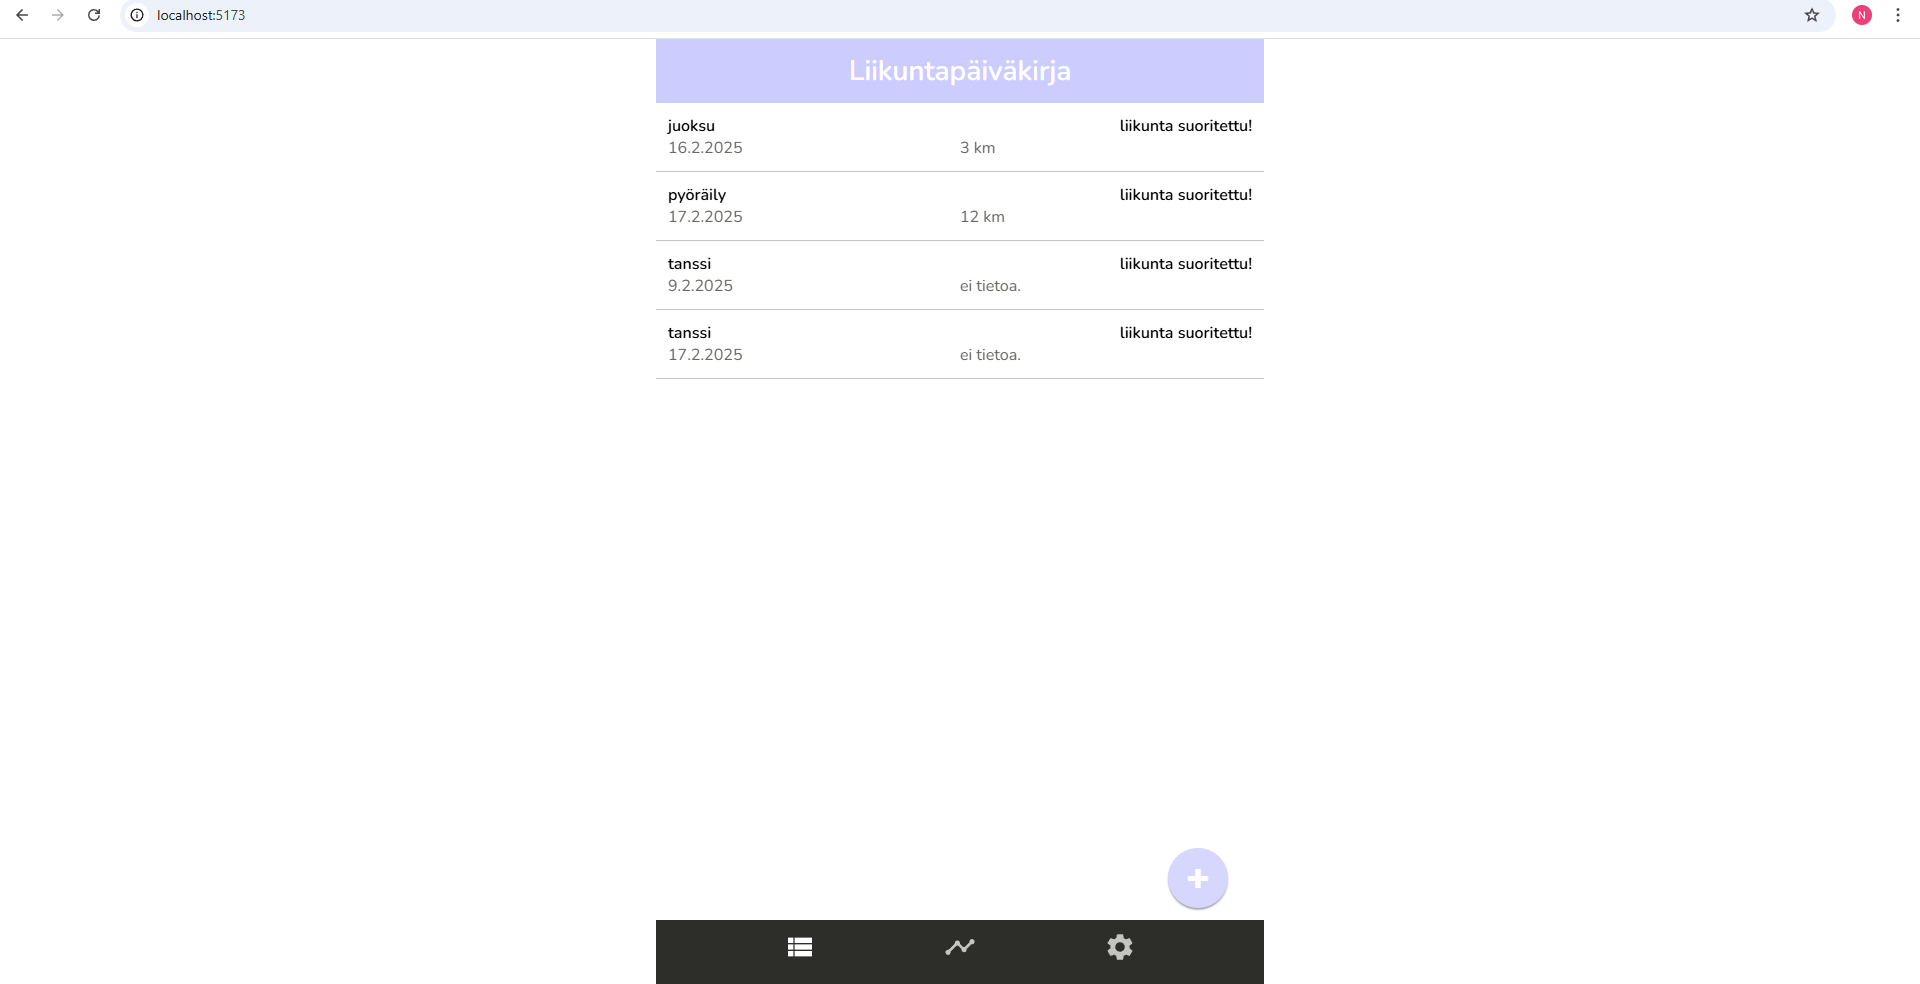 localhost:5173
N
Liikuntapäiväkirja
juoksu liikunta suoritettu!
16.2.2025 3 km
pyöräily liikunta suoritettu!
17.2.2025 12 km
tanssi liikunta suoritettu!
9.2.2025 ei tietoa.
tanssi liikunta suoritettu!
17.2.2025 ei tietoa.